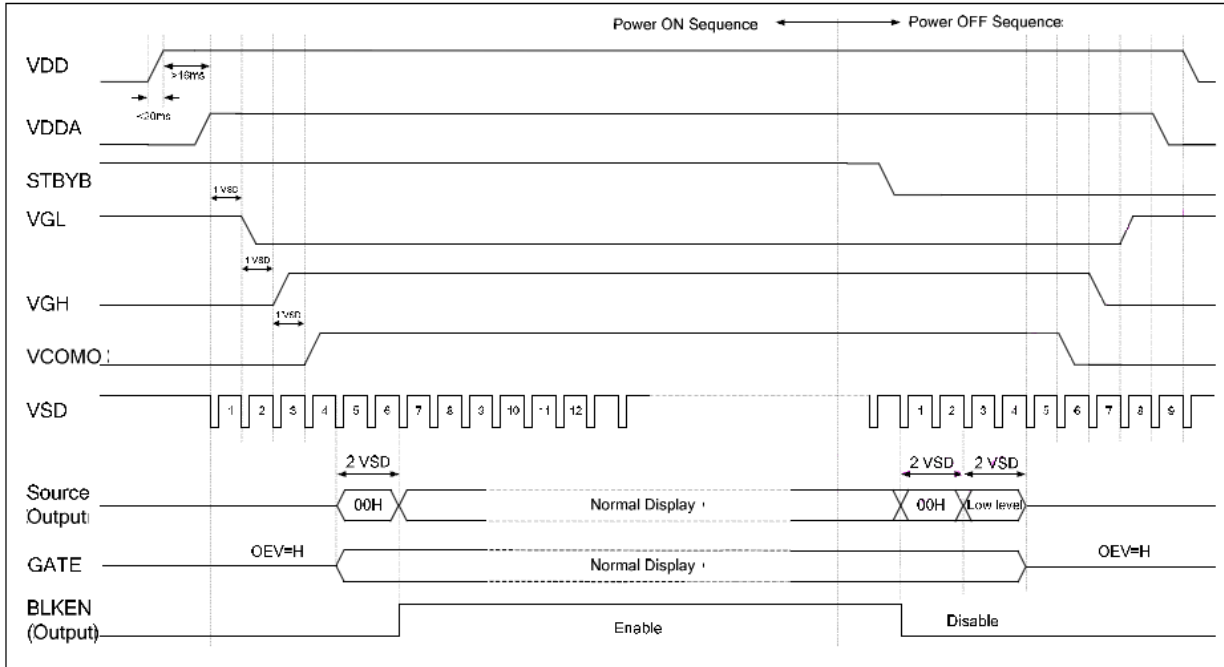 Power ON Sequence
Power OFF Sequence
VDD
>16ms
<20ms
VDDA
STBYB
1 VSD
VGL
1 VSD
VGH
1 VSD
VCOMO :
VSD
1 2 3 4 5 6 7 8 9 10 11 12
1 2 3 4 5 6 7 8 9
2 VSD
2 VSD
2 VSD
Source
Output
00H
Normal Display
00H
Low level
GATE
OEV=H
Normal Display
OEV=H
BLKEN
(Output)
Enable
Disable